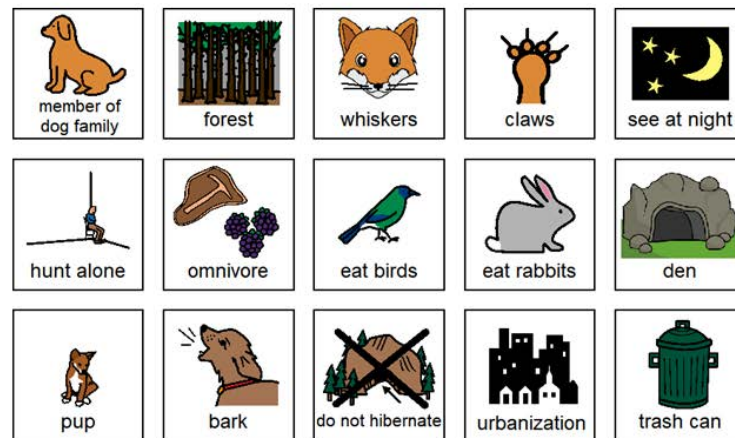 member of
dog family
forest
whiskers
claws
see at night
hunt alone
omnivore
eat birds
eat rabbits
den
pup
bark
do not hibernate
urbanization
trash can